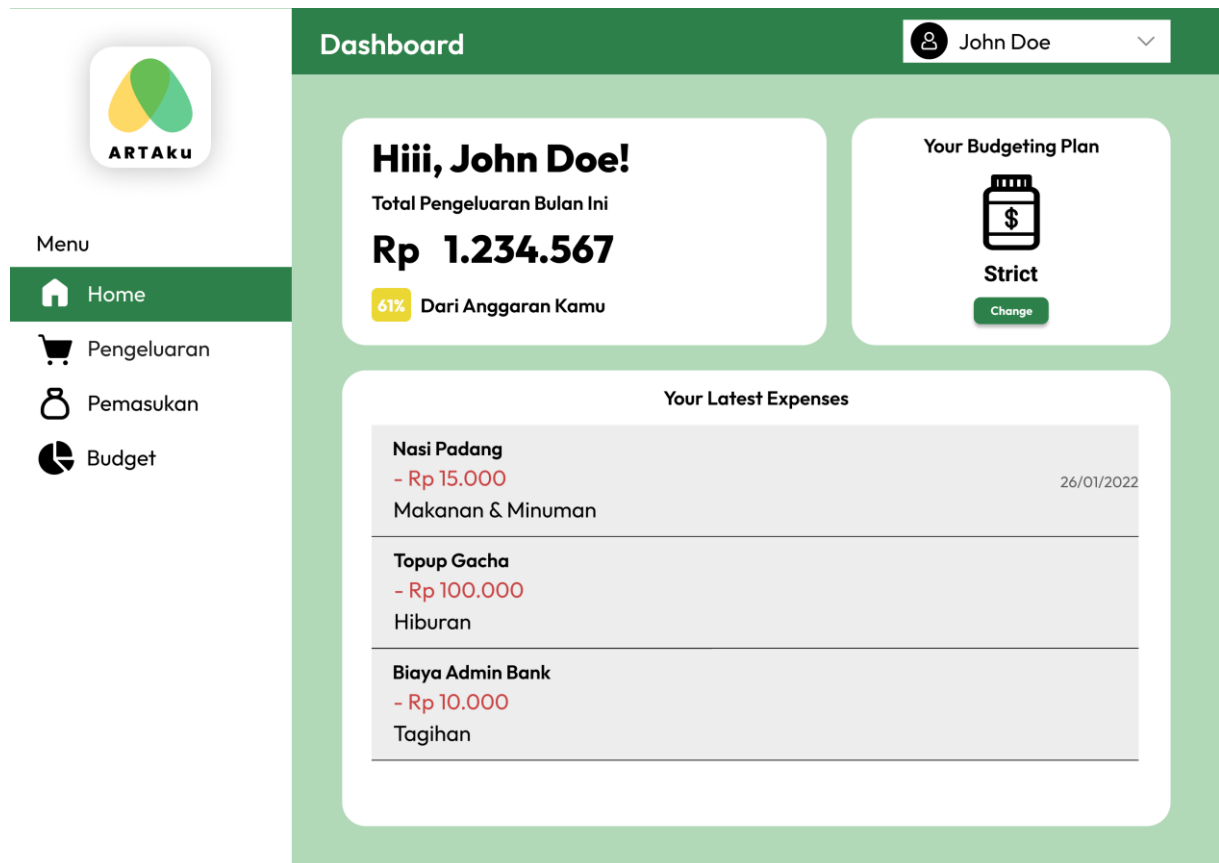 ARTAku
Menu
Home
Pengeluaran
Pemasukan
Budget
Dashboard
John Doe
Hiii, John Doe!
Total Pengeluaran Bulan Ini
Rp 1.234.567
61% Dari Anggaran Kamu
Your Budgeting Plan
$
Strict
Change
Your Latest Expenses
Nasi Padang
- Rp 15.000
26/01/2022
Makanan & Minuman
Topup Gacha
- Rp 100.000
Hiburan
Biaya Admin Bank
- Rp 10.000
Tagihan